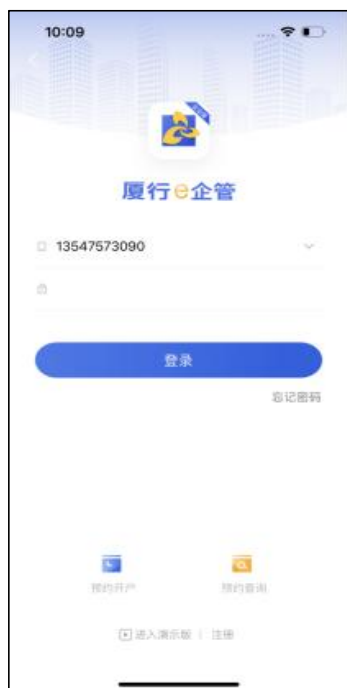 10:09
厦行e企管
13547573090
登录
忘记密码
预约开户
预约查询
进入演示版 | 注册